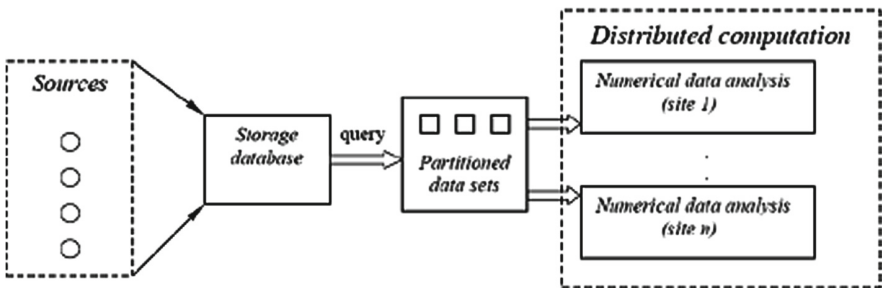 Sources
Storage
database
query
Partitioned
data sets
Distributed computation
Numerical data analysis
(site 1)
.
.
Numerical data analysis
(site n)